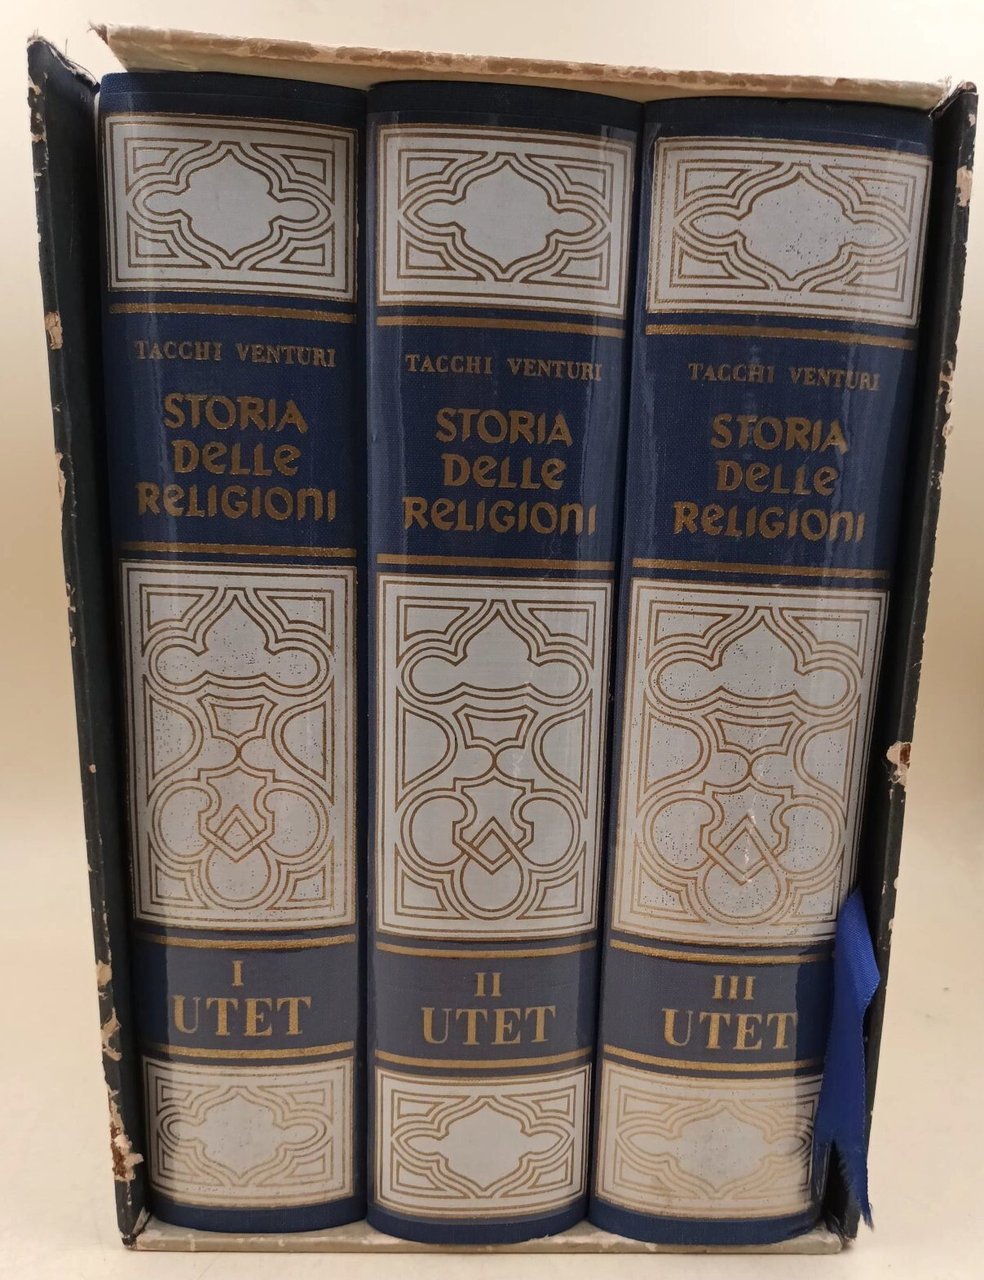 TACCHI VENTURI
STORIA
DELLE
RELIGIONI
I
UTET
TACCHI VENTURI
STORIA
DELLE
RELIGIONI
II
UTET
TACCHI VENTURI
STORIA
DELLE
RELIGIONI
III
UTET